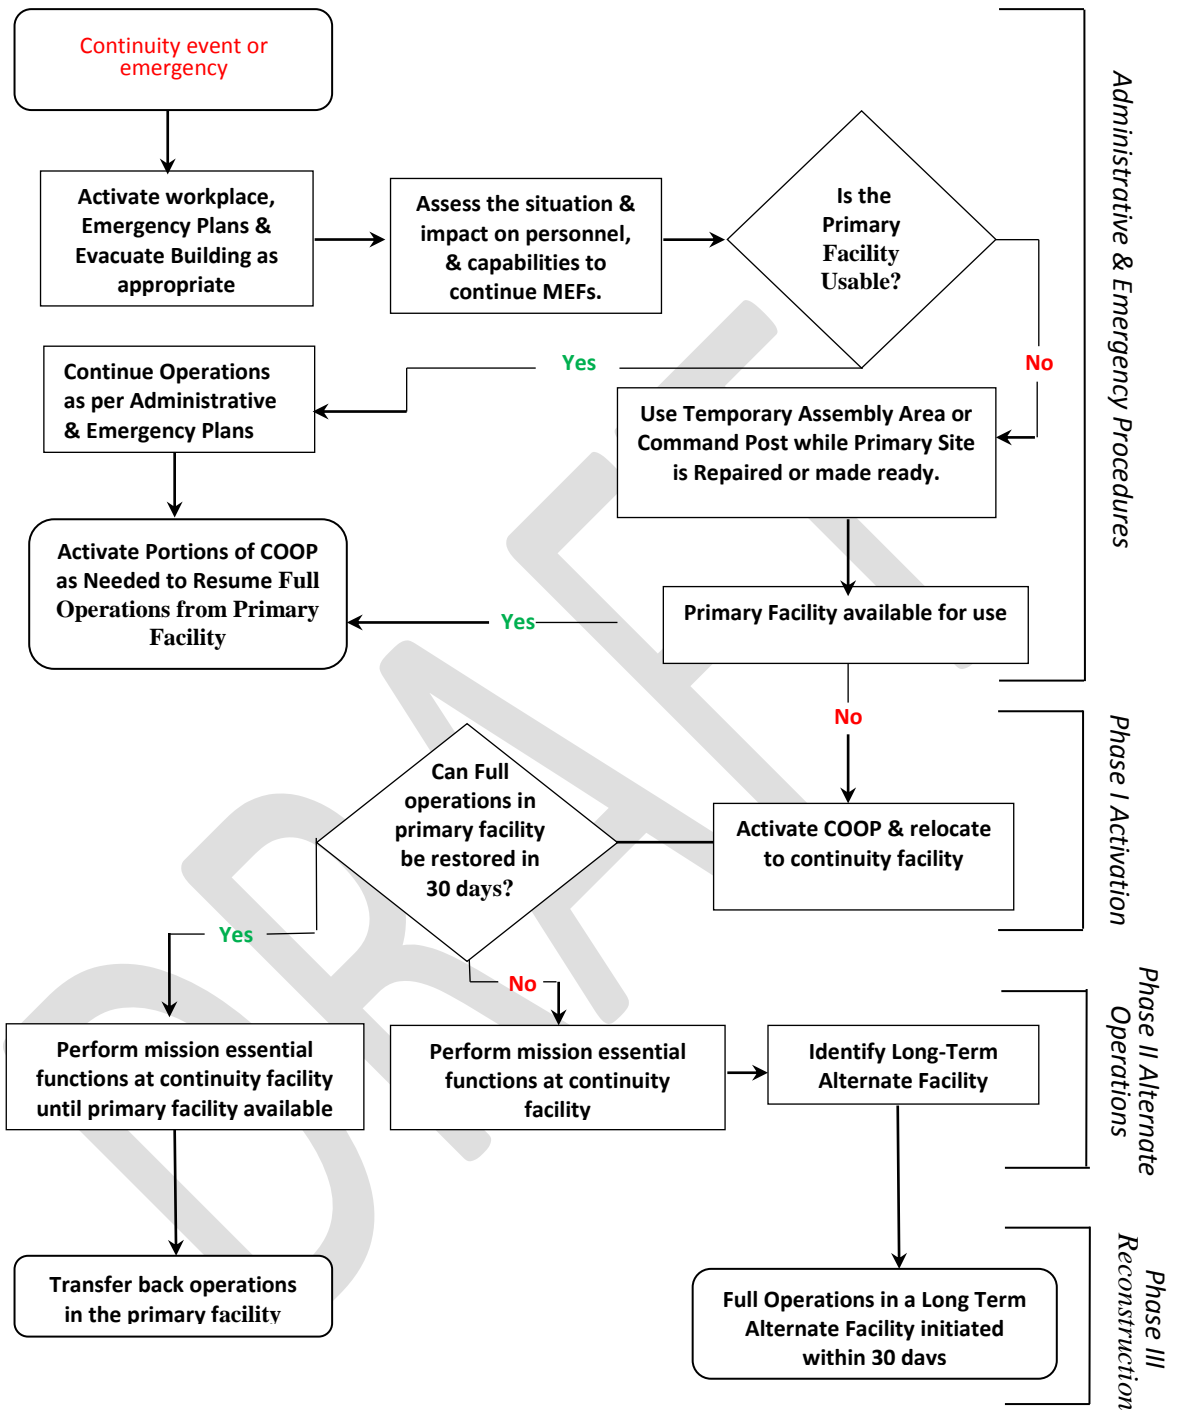 Continuity event or
emergency
Activate workplace,
Emergency Plans &
Evacuate Building as
appropriate
Assess the situation &
impact on personnel,
& capabilities to
continue MEFs.
Is the
Primary
Facility
Usable?
Yes
No
Continue Operations
as per Administrative
& Emergency Plans
Use Temporary Assembly Area or
Command Post while Primary Site
is Repaired or made ready.
Activate Portions of COOP
as Needed to Resume Full
Operations from Primary
Facility
Yes
Primary Facility available for use
No
Administrative & Emergency Procedures
Can Full
operations in
primary facility
be restored in
30 days?
Activate COOP & relocate
to continuity facility
Phase I Activation
Yes
No
Perform mission essential
functions at continuity facility
until primary facility available
Perform mission essential
functions at continuity
facility
Identify Long-Term
Alternate Facility
Phase II Alternate
Operations
Transfer back operations
in the primary facility
Full Operations in a Long Term
Alternate Facility initiated
within 30 days
Phase III
Reconstruction
DRAFT